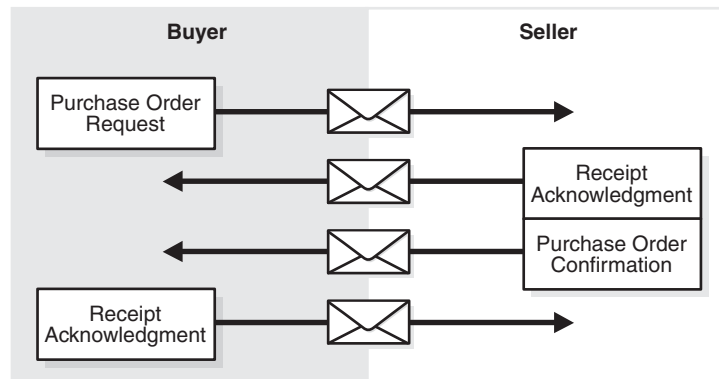 Buyer
Seller
Purchase Order
Request
Receipt
Acknowledgment
Purchase Order
Confirmation
Receipt
Acknowledgment